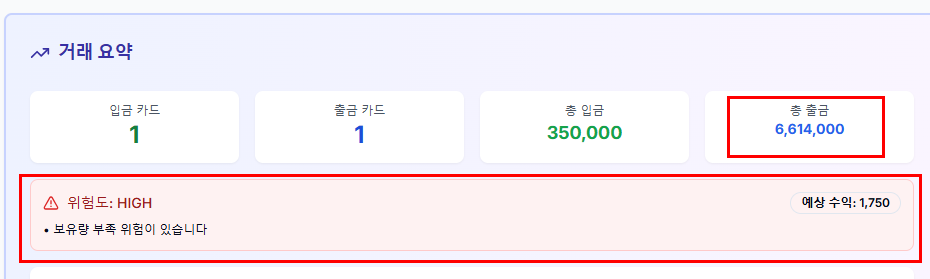 거래 요약
입금 카드
1
출금 카드
1
총 입금
350,000
총 출금
6,614,000
위험도: HIGH
예상 수익: 1,750
• 보유량 부족 위험이 있습니다